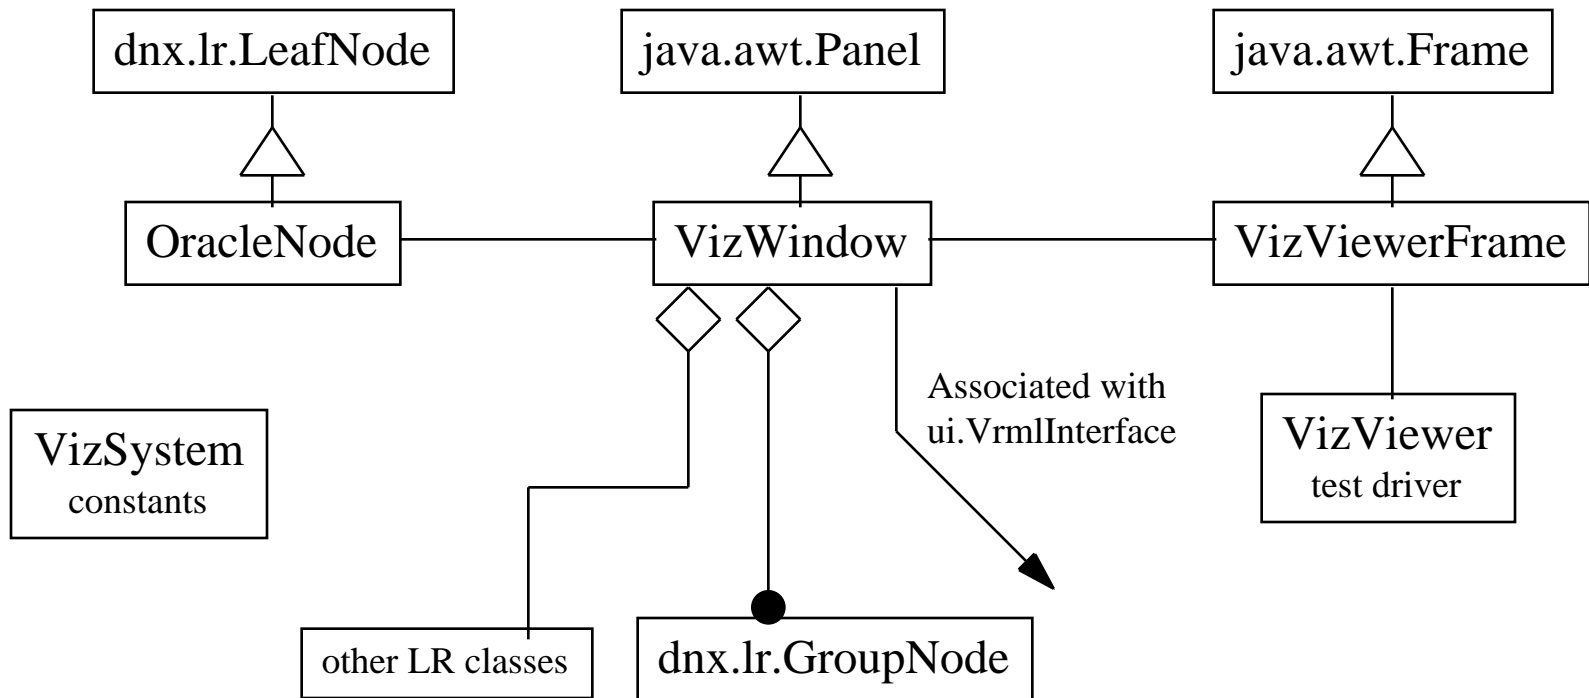 dnx.lr.LeafNode
java.awt.Panel
java.awt.Frame
OracleNode
VizWindow
VizViewerFrame
Associated with
ui.VrmlInterface
VizSystem
constants
VizViewer
test driver
other LR classes
dnx.lr.GroupNode